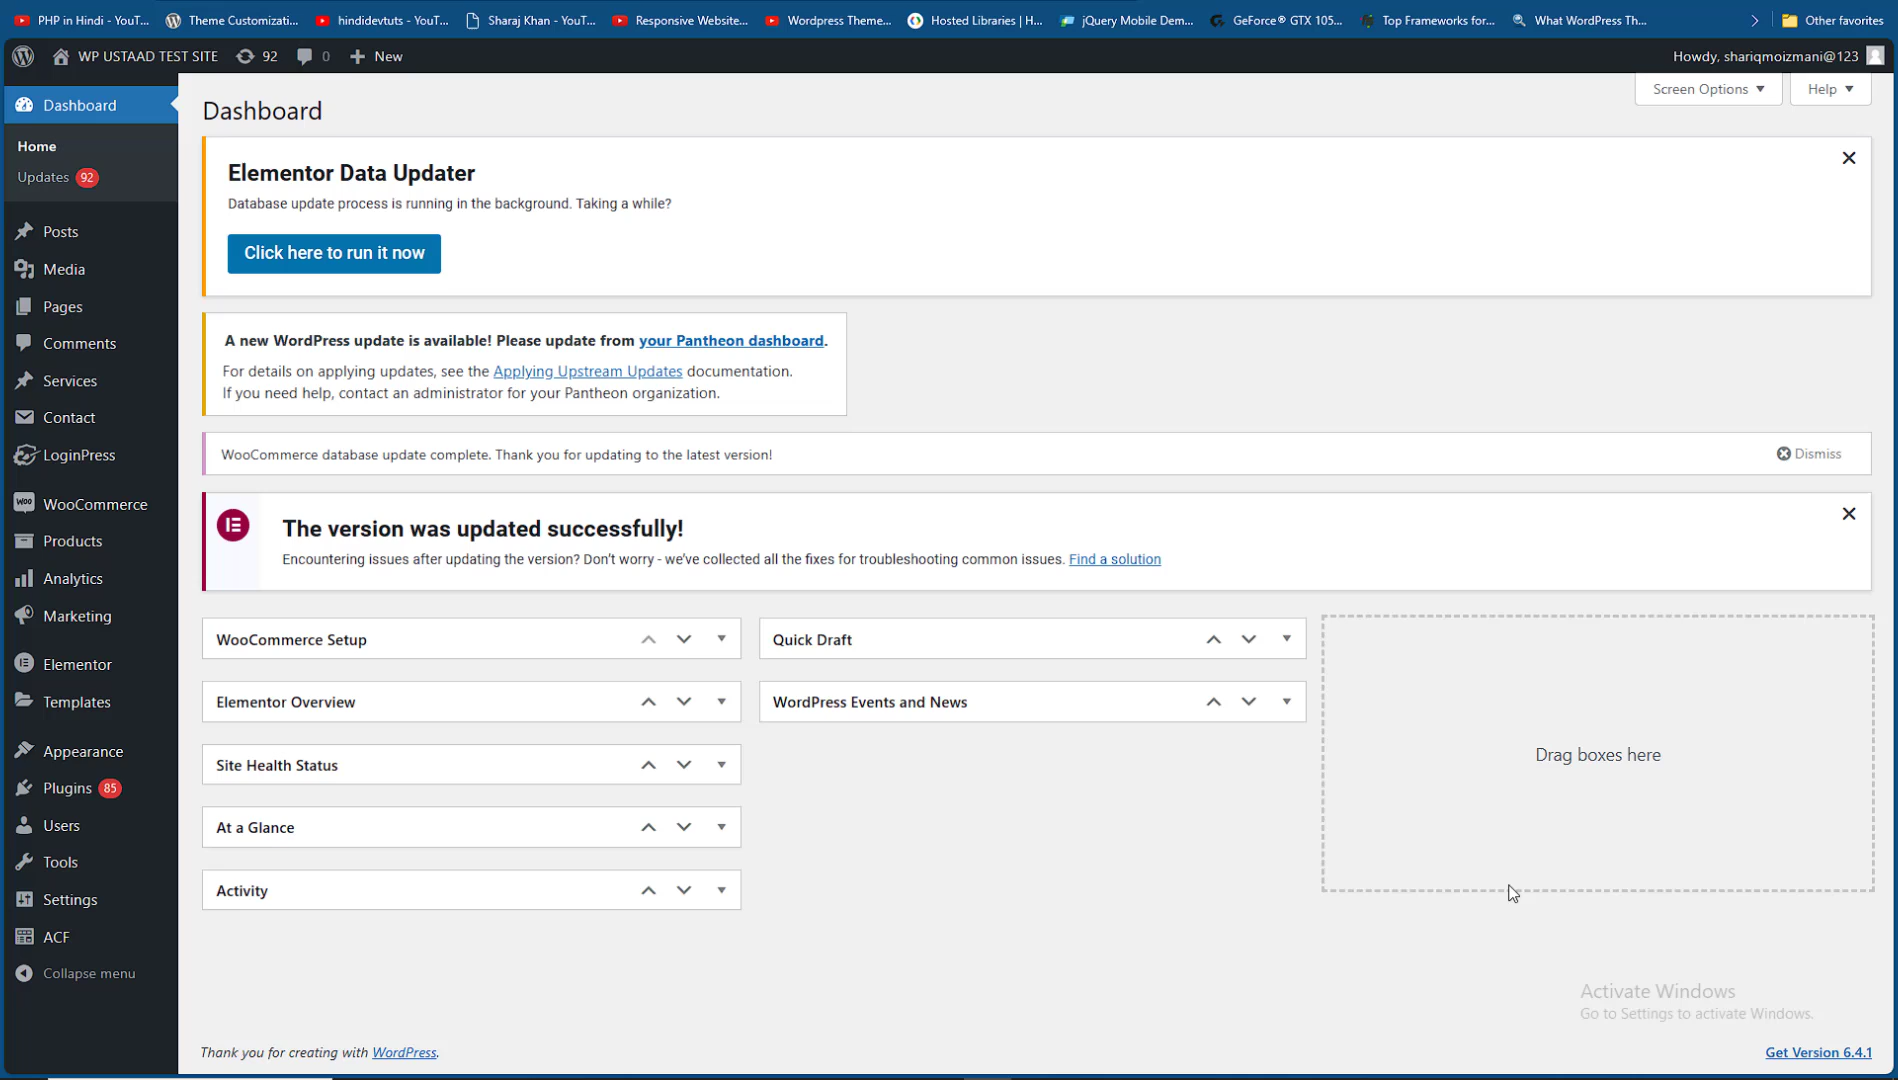 PHP in Hindi - YouT...
Theme Customizati...
hindidevtuts - YouT...
Sharaj Khan - YouT...
Responsive Website...
Wordpress Theme...
Hosted Libraries | H...
jQuery Mobile Dem...
GeForce® GTX 105...
Top Frameworks for...
What WordPress Th...
Other favorites
WP USTAAD TEST SITE
92
0
New
Howdy, shariqmoizmani@123
Dashboard
Home
Updates 92
Posts
Media
Pages
Comments
Services
Contact
LoginPress
WooCommerce
Products
Analytics
Marketing
Elementor
Templates
Appearance
Plugins 85
Users
Tools
Settings
ACF
Collapse menu
Screen Options
Help
Dashboard
Elementor Data Updater
Database update process is running in the background. Taking a while?
Click here to run it now
A new WordPress update is available! Please update from your Pantheon dashboard.
For details on applying updates, see the Applying Upstream Updates documentation.
If you need help, contact an administrator for your Pantheon organization.
WooCommerce database update complete. Thank you for updating to the latest version!
Dismiss
The version was updated successfully!
Encountering issues after updating the version? Don't worry - we've collected all the fixes for troubleshooting common issues. Find a solution
WooCommerce Setup
Elementor Overview
Site Health Status
At a Glance
Activity
Quick Draft
WordPress Events and News
Drag boxes here
Activate Windows
Go to Settings to activate Windows.
Thank you for creating with WordPress.
Get Version 6.4.1